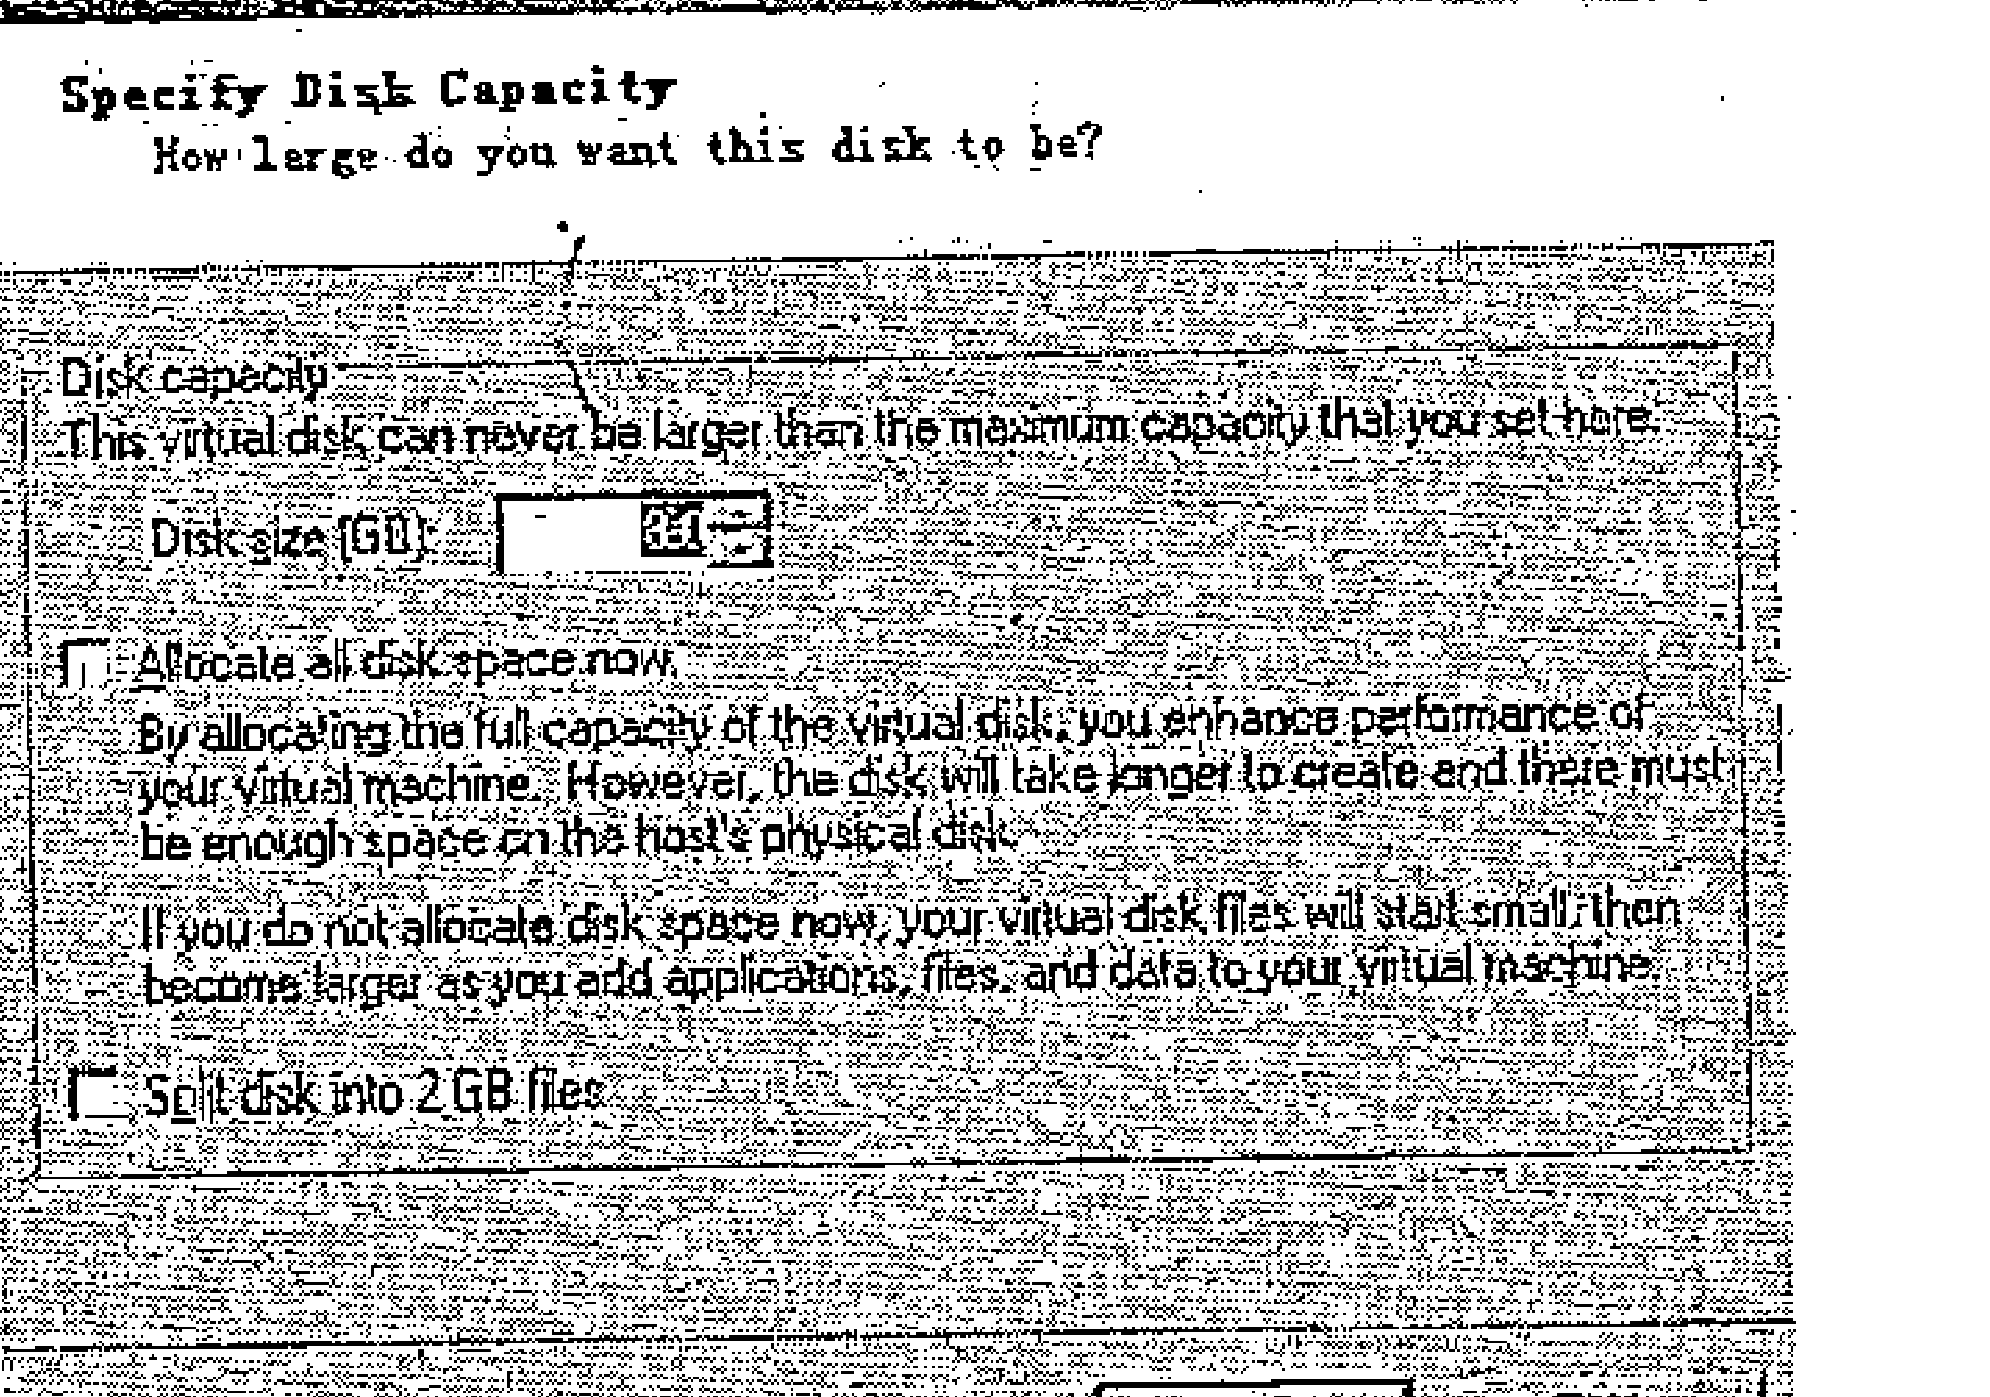 Specify Disk Capacity
How large do you want this disk to be?
Disk capacity
This virtual disk can never be larger than the maximum capacity that you set here.
Disk size (GB):
Allocate all disk space now.
By allocating the full capacity of the virtual disk, you enhance performance of
your virtual machine. However, the disk will take longer to create and there must
be enough space on the host's physical disk.
If you do not allocate disk space now, your virtual disk files will start small, then
become larger as you add applications, files, and data to your virtual machine.
Split disk into 2 GB files